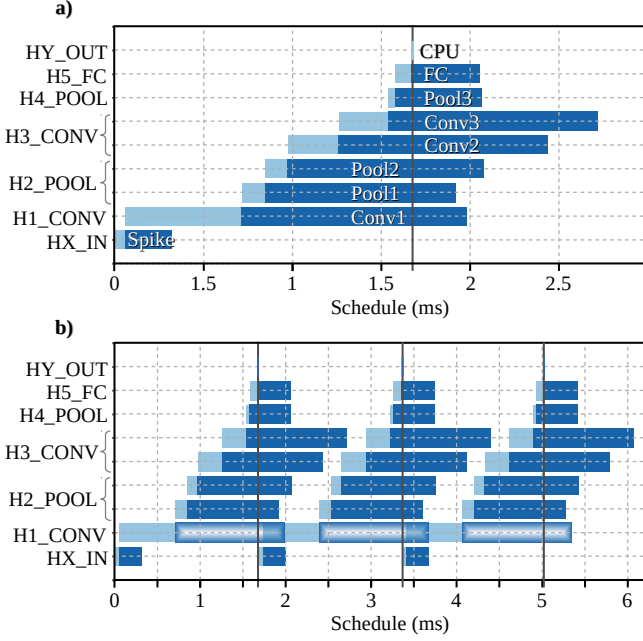 a)
HY_OUT
CPU
H5_FC
FC
H4_POOL
Pool3
H3_CONV
Conv3
Conv2
H2_POOL
Pool2
Pool1
H1_CONV
Conv1
HX_IN
Spike
0 1.5 1 1.5 2 2.5
Schedule (ms)
b)
HY_OUT
H5_FC
H4_POOL
H3_CONV
H2_POOL
H1_CONV
HX_IN
0 1 2 3 4 5 6
Schedule (ms)